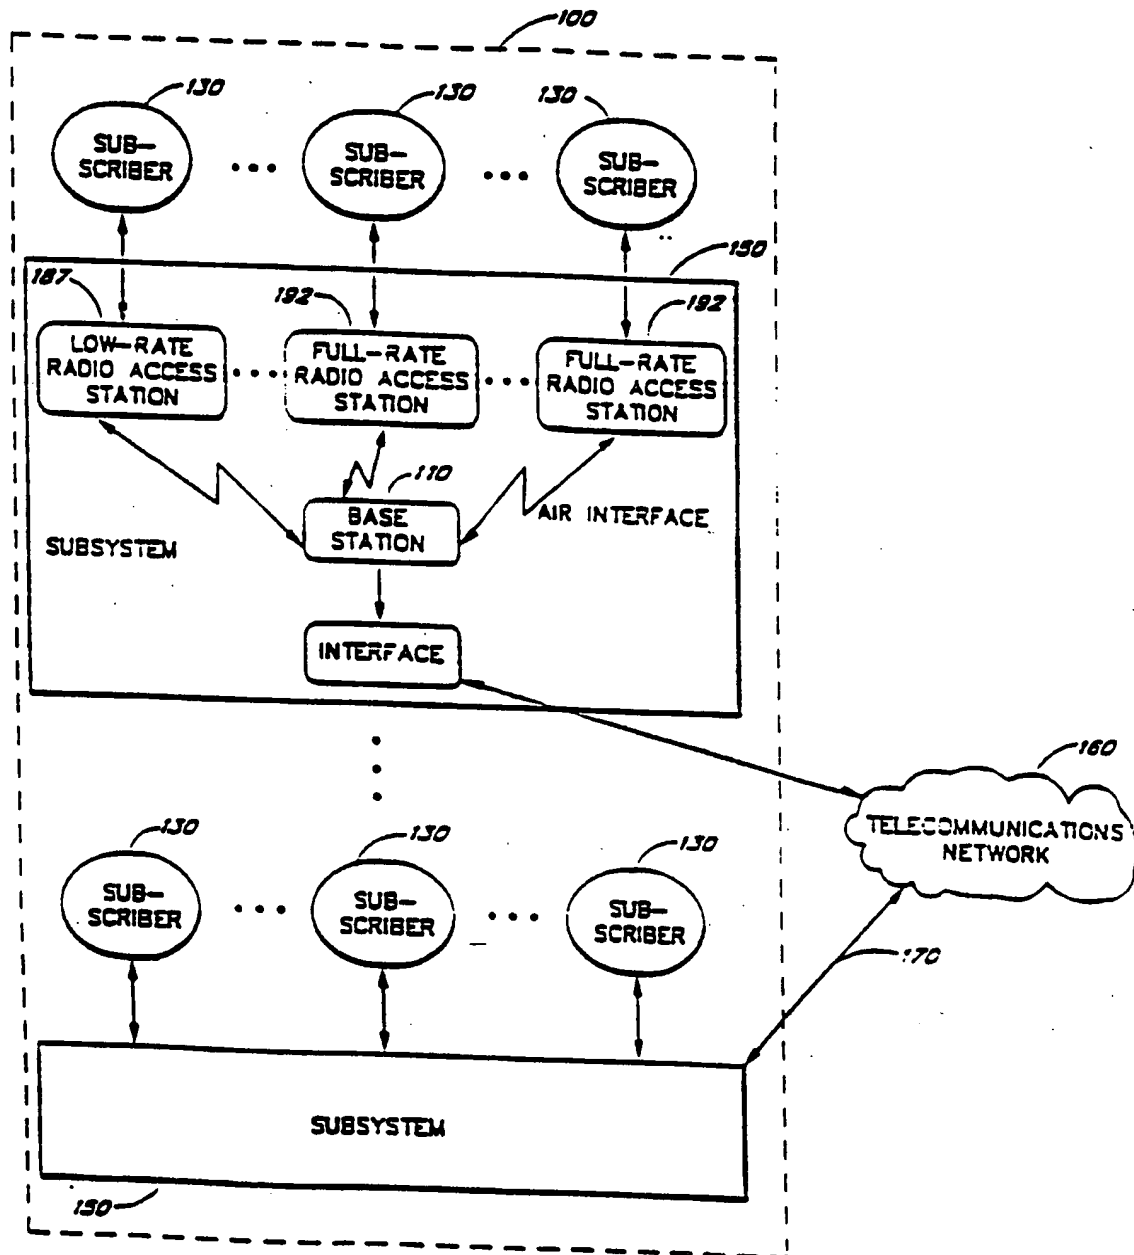 100
130
130
130
SUB-
SCRIBER
SUB-
SCRIBER
SUB-
SCRIBER
150
187
192
192
LOW-RATE
RADIO ACCESS
STATION
FULL-RATE
RADIO ACCESS
STATION
FULL-RATE
RADIO ACCESS
STATION
110
BASE
STATION
AIR INTERFACE
SUBSYSTEM
INTERFACE
160
TELECOMMUNICATIONS
NETWORK
130
130
130
SUB-
SCRIBER
SUB-
SCRIBER
SUB-
SCRIBER
170
SUBSYSTEM
150